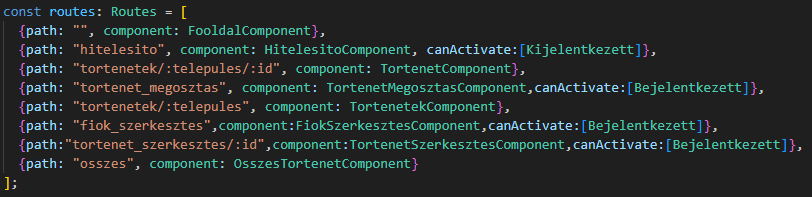 const routes: Routes = [
  {path: "", component: FooldalComponent},
  {path: "hitelesito", component: HitelesitoComponent, canActivate:[Kijelentkezett]},
  {path: "tortenetek/:telepules/:id", component: TortenetComponent},
  {path: "tortenet_megosztas", component: TortenetMegosztasComponent,canActivate:[Bejelentkezett]},
  {path: "tortenetek/:telepules", component: TortenetekComponent},
  {path: "fiok_szerkesztes",component:FiokSzerkesztesComponent,canActivate:[Bejelentkezett]},
  {path:"tortenet_szerkesztes/:id",component:TortenetSzerkesztesComponent,canActivate:[Bejelentkezett]},
  {path: "osszes", component: OsszesTortenetComponent}
];